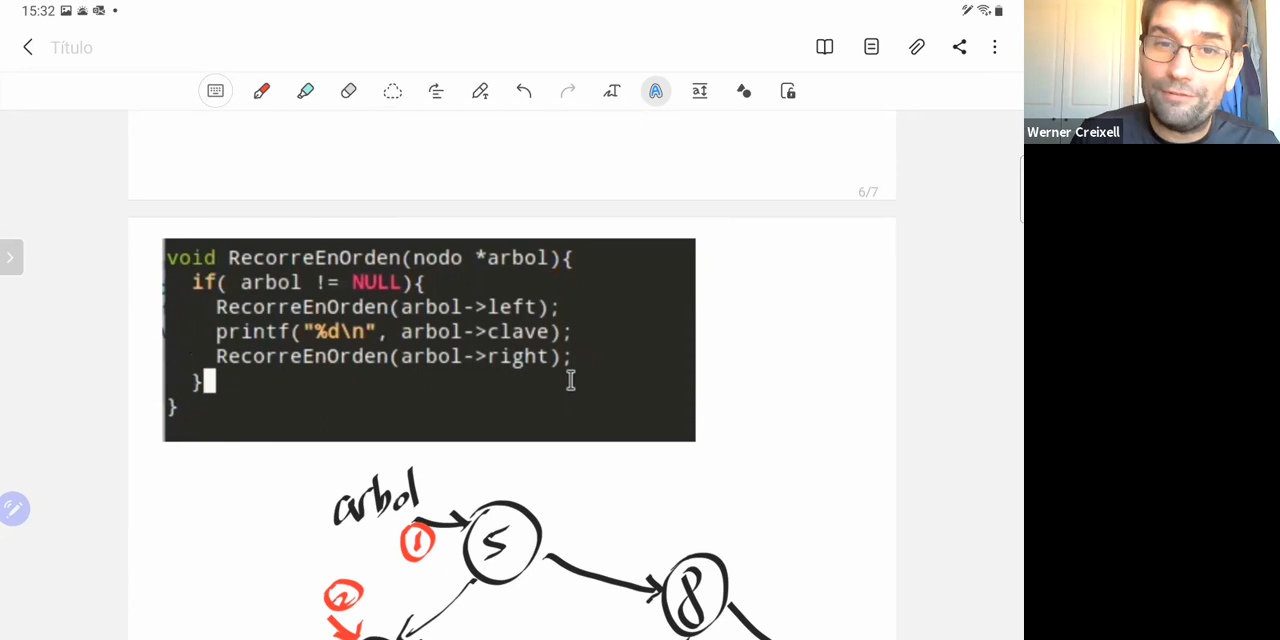 15:32
Título
Werner Creixell
6/7
void RecorreEnOrden(nodo *arbol){
if( arbol != NULL){
RecorreEnOrden(arbol->left);
printf("%d\n", arbol->clave);
RecorreEnOrden(arbol->right);
}
}
arbol
1
5
2
8